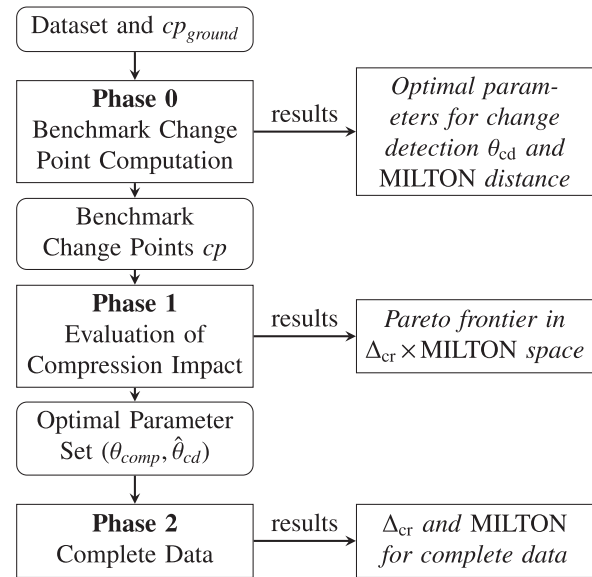 Dataset and cp_ground
Phase 0
Benchmark Change
Point Computation
results
Optimal param-
eters for change
detection θ_cd and
MILTON distance
Benchmark
Change Points cp
Phase 1
Evaluation of
Compression Impact
results
Pareto frontier in
Δ_cr × MILTON space
Optimal Parameter
Set (θ_comp, θ̂_cd)
Phase 2
Complete Data
results
Δ_cr and MILTON
for complete data